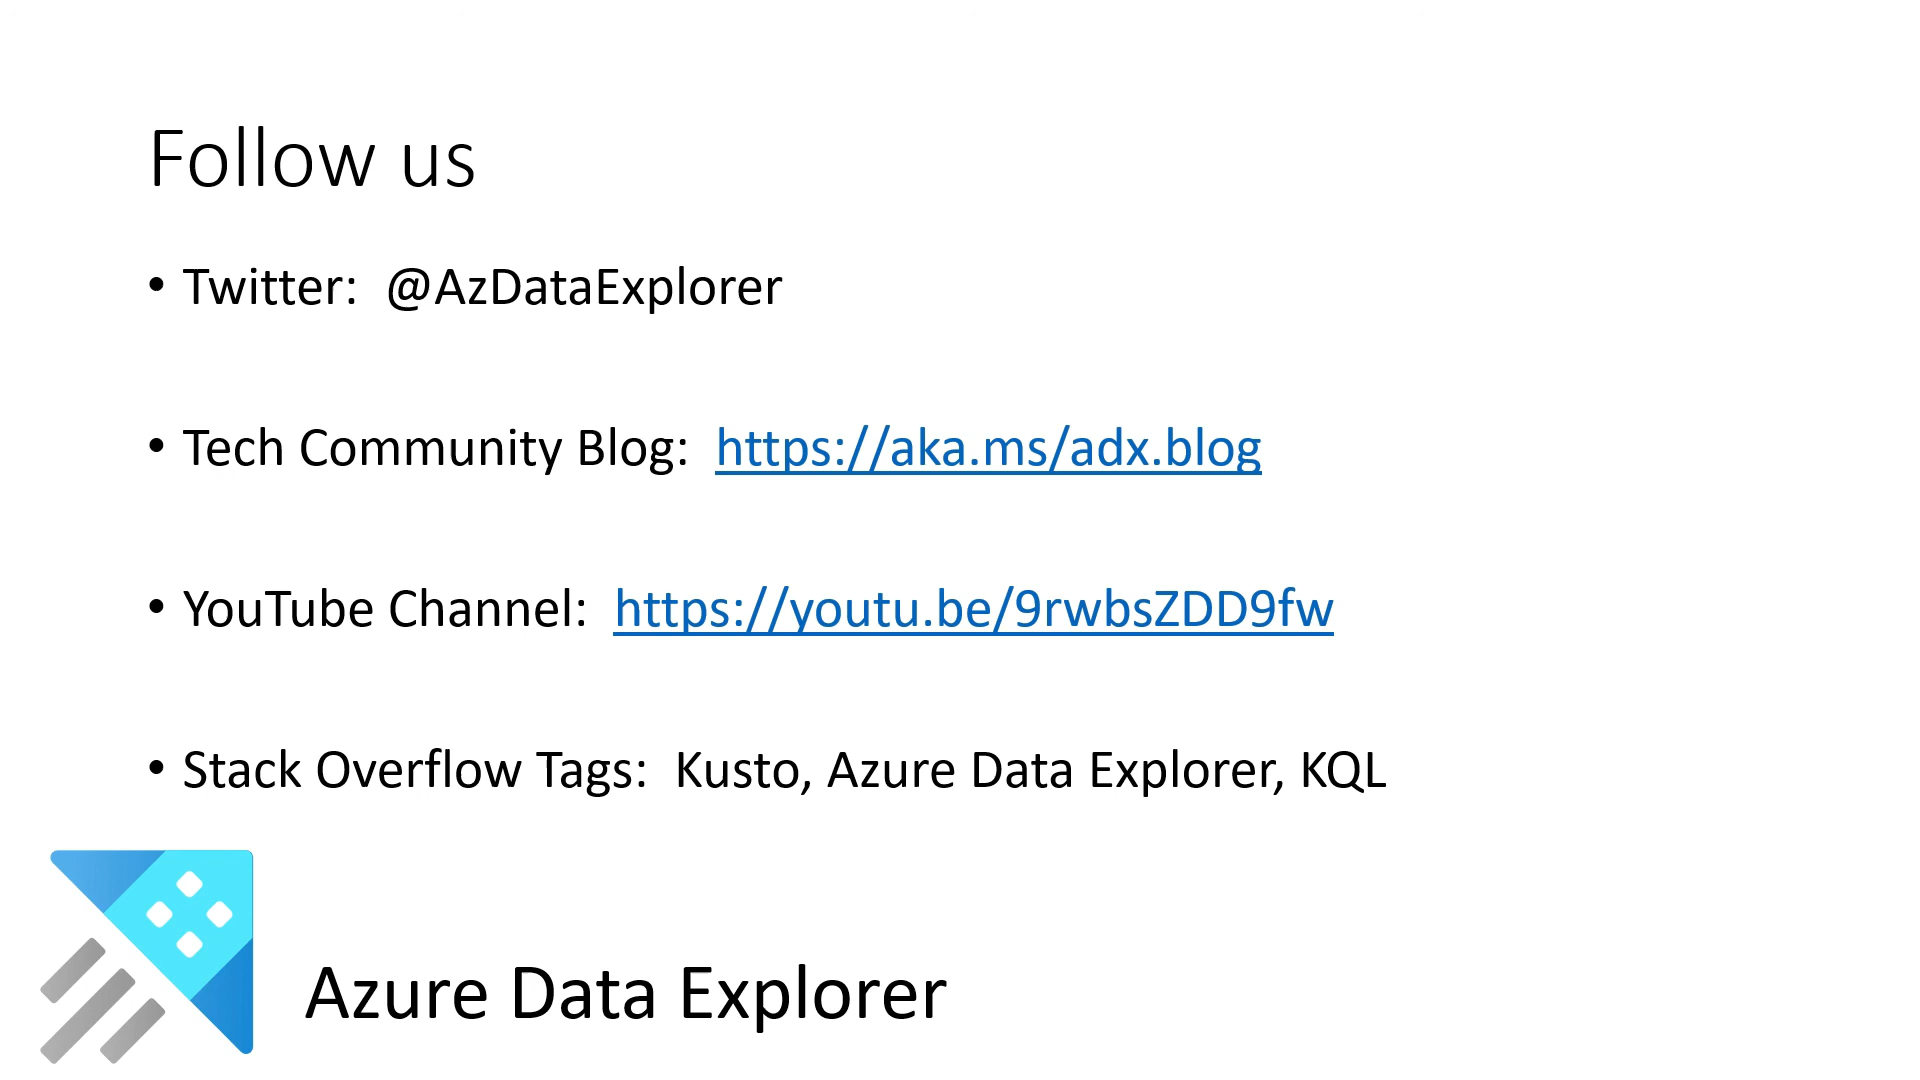 Follow us
• Twitter: @AzDataExplorer
• Tech Community Blog: https://aka.ms/adx.blog
• YouTube Channel: https://youtu.be/9rwbsZDD9fw
• Stack Overflow Tags: Kusto, Azure Data Explorer, KQL
Azure Data Explorer